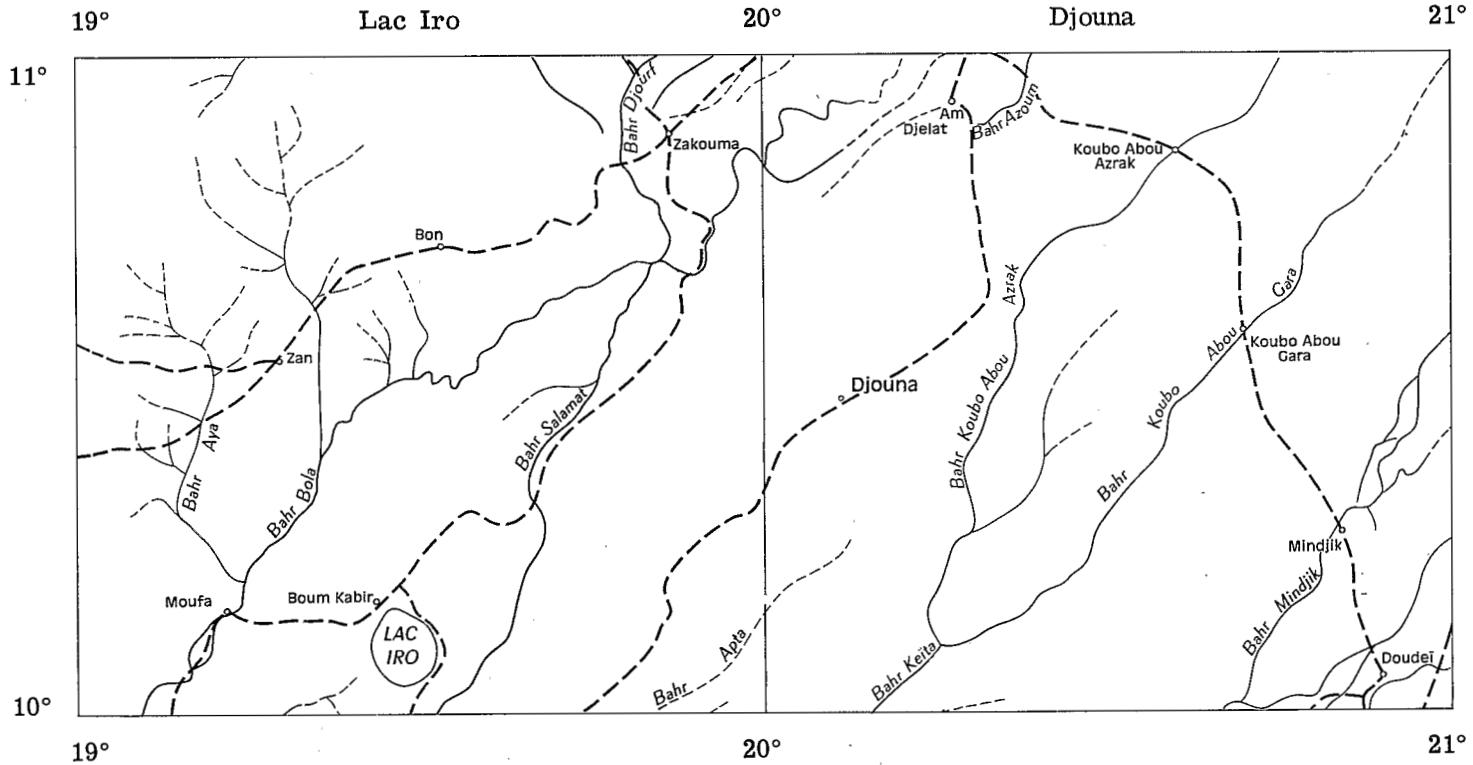 19° Lac Iro 20° Djouna 21°
11°
Bahr Djourf
Zakouma
Am
Djelat
Bahr Azoum
Koubo Abou
Azrak
Bon
Zan
Bahr Aya
Bahr Bola
Bahr Salamat
Djouna
Bahr Koubo Abou Azrak
Bahr Koubo Abou Gara
Koubo Abou
Gara
Moufa
Boum Kabir
LAC
IRO
Bahr Apta
Bahr Keïta
Mindjik
Bahr Mindjik
Doudeï
10°
19° 20° 21°